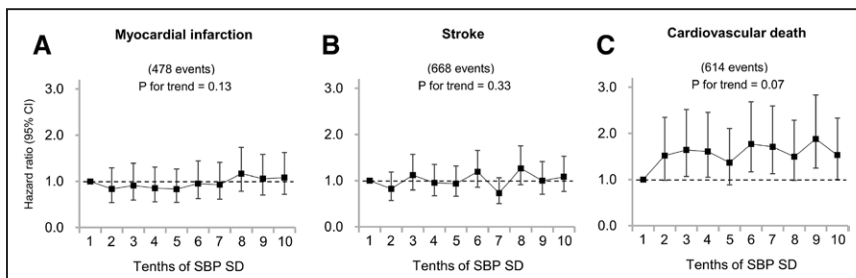 A
Myocardial infarction
(478 events)
P for trend = 0.13
Hazard ratio (95% CI)
3.0
2.0
1.0
0.0
1 2 3 4 5 6 7 8 9 10
Tenths of SBP SD
B
Stroke
(668 events)
P for trend = 0.33
3.0
2.0
1.0
0.0
1 2 3 4 5 6 7 8 9 10
Tenths of SBP SD
C
Cardiovascular death
(614 events)
P for trend = 0.07
3.0
2.0
1.0
0.0
1 2 3 4 5 6 7 8 9 10
Tenths of SBP SD